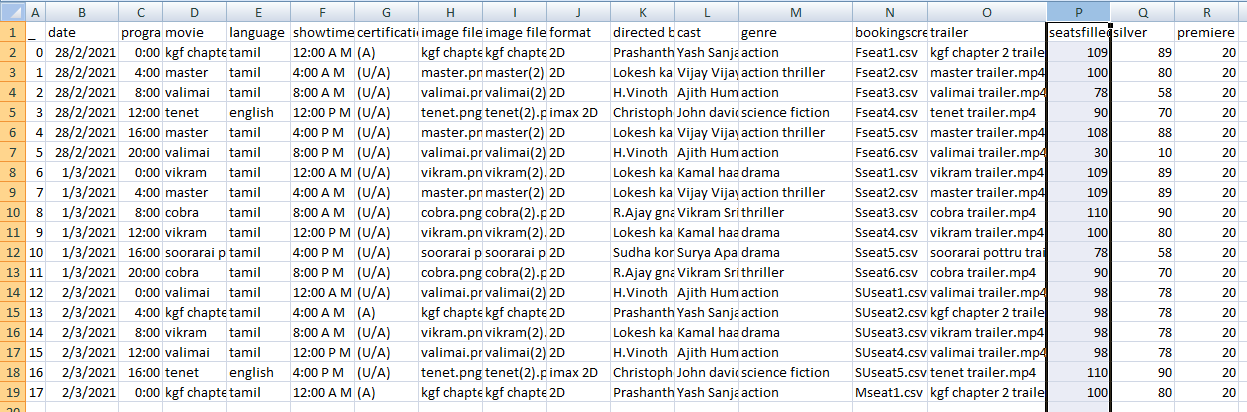 A B C D E F G H I J K L M N O P Q R
1 _ date progra movie language showtime certificati image file image file format directed b cast genre bookingscre trailer seatsfilled silver premiere
2 0 28/2/2021 0:00 kgf chapte tamil 12:00 A M (A) kgf chapte kgf chapte 2D Prashanth Yash Sanja action Fseat1.csv kgf chapter 2 traile 109 89 20
3 1 28/2/2021 4:00 master tamil 4:00 A M (U/A) master.pn master(2) 2D Lokesh ka Vijay Vijay action thriller Fseat2.csv master trailer.mp4 100 80 20
4 2 28/2/2021 8:00 valimai tamil 8:00 A M (U/A) valimai.pn valimai(2) 2D H.Vinoth Ajith Hum action Fseat3.csv valimai trailer.mp4 78 58 20
5 3 28/2/2021 12:00 tenet english 12:00 P M (U/A) tenet.png tenet(2).p imax 2D Christoph John davic science fiction Fseat4.csv tenet trailer.mp4 90 70 20
6 4 28/2/2021 16:00 master tamil 4:00 P M (U/A) master.pn master(2) 2D Lokesh ka Vijay Vijay action thriller Fseat5.csv master trailer.mp4 108 88 20
7 5 28/2/2021 20:00 valimai tamil 8:00 P M (U/A) valimai.pn valimai(2) 2D H.Vinoth Ajith Hum action Fseat6.csv valimai trailer.mp4 30 10 20
8 6 1/3/2021 0:00 vikram tamil 12:00 A M (U/A) vikram.pn vikram(2). 2D Lokesh ka Kamal haa drama Sseat1.csv vikram trailer.mp4 109 89 20
9 7 1/3/2021 4:00 master tamil 4:00 A M (U/A) master.pn master(2) 2D Lokesh ka Vijay Vijay action thriller Sseat2.csv master trailer.mp4 109 89 20
10 8 1/3/2021 8:00 cobra tamil 8:00 A M (U/A) cobra.png cobra(2).p 2D R.Ajay gna Vikram Sri thriller Sseat3.csv cobra trailer.mp4 110 90 20
11 9 1/3/2021 12:00 vikram tamil 12:00 P M (U/A) vikram.pn vikram(2). 2D Lokesh ka Kamal haa drama Sseat4.csv vikram trailer.mp4 100 80 20
12 10 1/3/2021 16:00 soorarai p tamil 4:00 P M (U/A) soorarai p soorarai p 2D Sudha kon Surya Apa drama Sseat5.csv soorarai pottru trai 78 58 20
13 11 1/3/2021 20:00 cobra tamil 8:00 P M (U/A) cobra.png cobra(2).p 2D R.Ajay gna Vikram Sri thriller Sseat6.csv cobra trailer.mp4 90 70 20
14 12 2/3/2021 0:00 valimai tamil 12:00 A M (U/A) valimai.pn valimai(2) 2D H.Vinoth Ajith Hum action SUseat1.csv valimai trailer.mp4 98 78 20
15 13 2/3/2021 4:00 kgf chapte tamil 4:00 A M (A) kgf chapte kgf chapte 2D Prashanth Yash Sanja action SUseat2.csv kgf chapter 2 traile 98 78 20
16 14 2/3/2021 8:00 vikram tamil 8:00 A M (U/A) vikram.pn vikram(2). 2D Lokesh ka Kamal haa drama SUseat3.csv vikram trailer.mp4 98 78 20
17 15 2/3/2021 12:00 valimai tamil 12:00 P M (U/A) valimai.pn valimai(2) 2D H.Vinoth Ajith Hum action SUseat4.csv valimai trailer.mp4 98 78 20
18 16 2/3/2021 16:00 tenet english 4:00 P M (U/A) tenet.png tenet(2).p imax 2D Christoph John davic science fiction SUseat5.csv tenet trailer.mp4 110 90 20
19 17 2/3/2021 0:00 kgf chapte tamil 12:00 A M (A) kgf chapte kgf chapte 2D Prashanth Yash Sanja action Mseat1.csv kgf chapter 2 traile 100 80 20